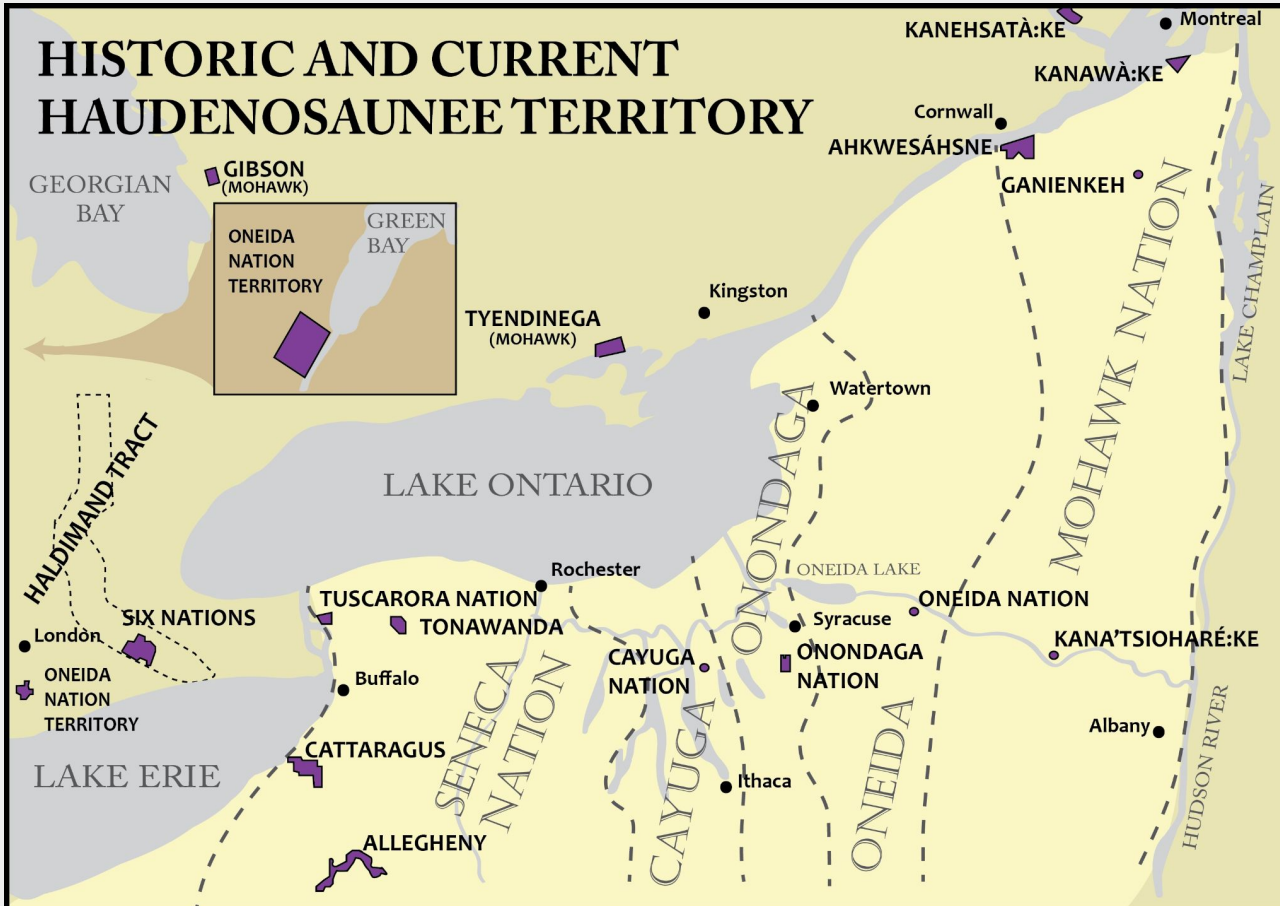 HISTORIC AND CURRENT
HAUDENOSAUNEE TERRITORY
KANEHSATÀ:KE
Montreal
KANAWÀ:KE
Cornwall
AHKWESÁHSNE
GANIENKEH
GEORGIAN
BAY
GIBSON
(MOHAWK)
ONEIDA
NATION
TERRITORY
GREEN
BAY
Kingston
TYENDINEGA
(MOHAWK)
Watertown
MOHAWK NATION
LAKE CHAMPLAIN
HALDIMAND TRACT
LAKE ONTARIO
ONONDAGA
Rochester
ONEIDA LAKE
TUSCARORA NATION
TONAWANDA
SIX NATIONS
London
ONEIDA
NATION
TERRITORY
Buffalo
SENECA
NATION
CAYUGA
NATION
Syracuse
ONONDAGA
NATION
ONEIDA NATION
KANA'TSIOHARÉ:KE
Albany
HUDSON RIVER
LAKE ERIE
CATTARAGUS
CAYUGA
Ithaca
ONEIDA
ALLEGHENY